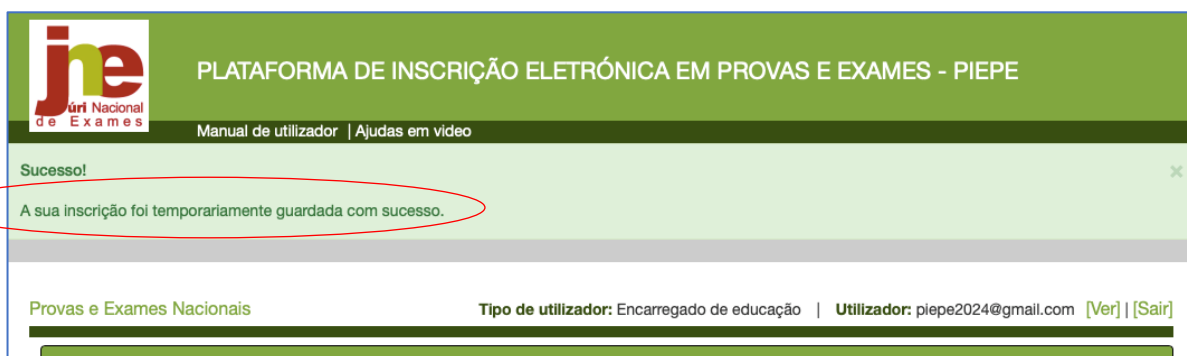 jne
Júri Nacional
de Exames
PLATAFORMA DE INSCRIÇÃO ELETRÓNICA EM PROVAS E EXAMES - PIEPE
Manual de utilizador | Ajudas em video
Sucesso! ×
A sua inscrição foi temporariamente guardada com sucesso.
Provas e Exames Nacionais Tipo de utilizador: Encarregado de educação | Utilizador: piepe2024@gmail.com [Ver] | [Sair]